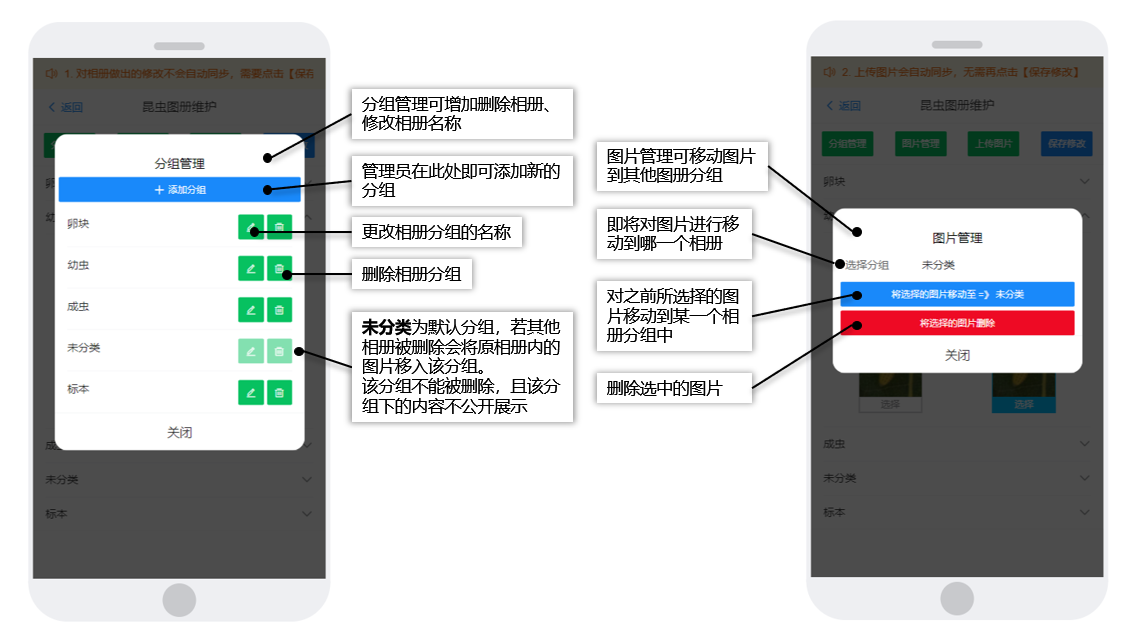 1. 对相册做出的修改不会自动同步，需要点击【保存
返回
昆虫图册维护
分组管理
+ 添加分组
卵块
幼虫
成虫
未分类
标本
关闭
未分类
标本
分组管理可增加删除相册、
修改相册名称
管理员在此处即可添加新的
分组
更改相册分组的名称
删除相册分组
未分类为默认分组，若其他
相册被删除会将原相册内的
图片移入该分组。
该分组不能被删除，且该分
组下的内容不公开展示
图片管理可移动图片
到其他图册分组
即将对图片进行移
动到哪一个相册
对之前所选择的图
片移动到某一个相
册分组中
删除选中的图片
2. 上传图片会自动同步，无需再点击【保存修改】
返回
昆虫图册维护
分组管理 图片管理 上传图片 保存修改
卵块
图片管理
选择分组 未分类
将选择的图片移动至 =》 未分类
将选择的图片删除
关闭
选择 选择
成虫
未分类
标本